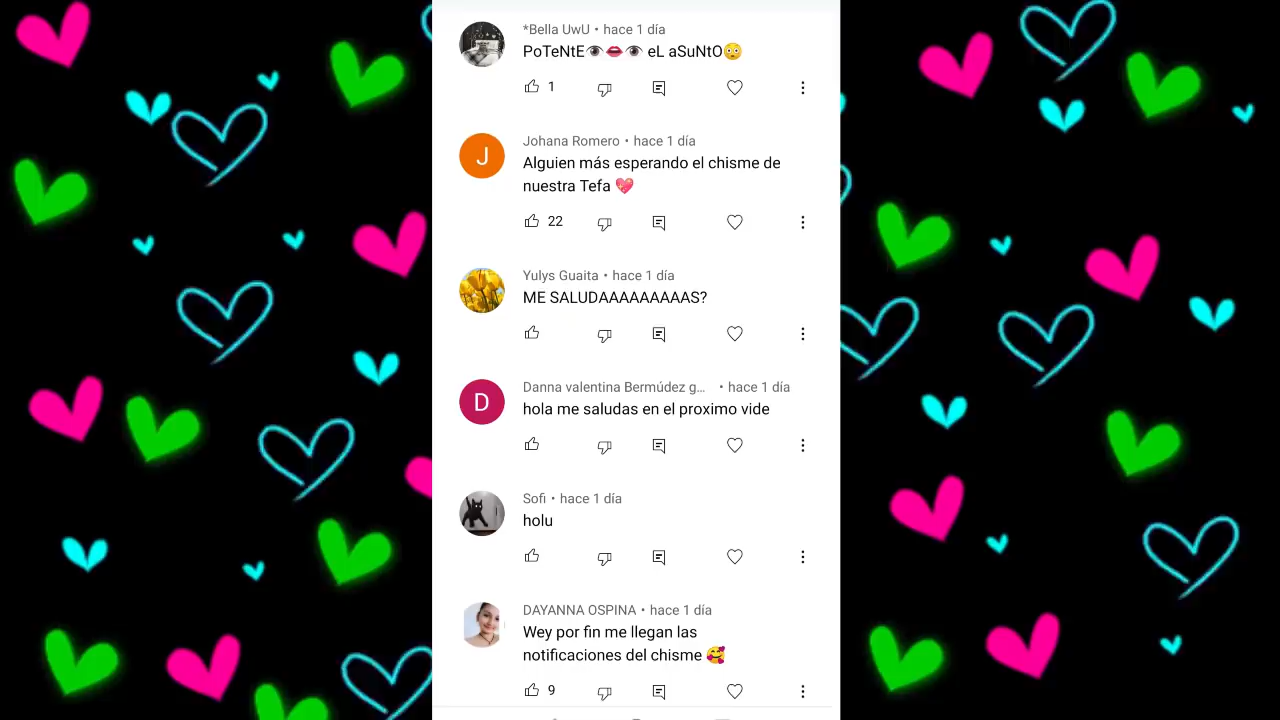 *Bella UwU • hace 1 día
PoTeNtE👁️👄👁️ eL aSuNtO😳
1
J
Johana Romero • hace 1 día
Alguien más esperando el chisme de
nuestra Tefa 💖
22
Yulys Guaita • hace 1 día
ME SALUDAAAAAAAAAS?
D
Danna valentina Bermúdez g... • hace 1 día
hola me saludas en el proximo vide
Sofi • hace 1 día
holu
DAYANNA OSPINA • hace 1 día
Wey por fin me llegan las
notificaciones del chisme 🥰
9